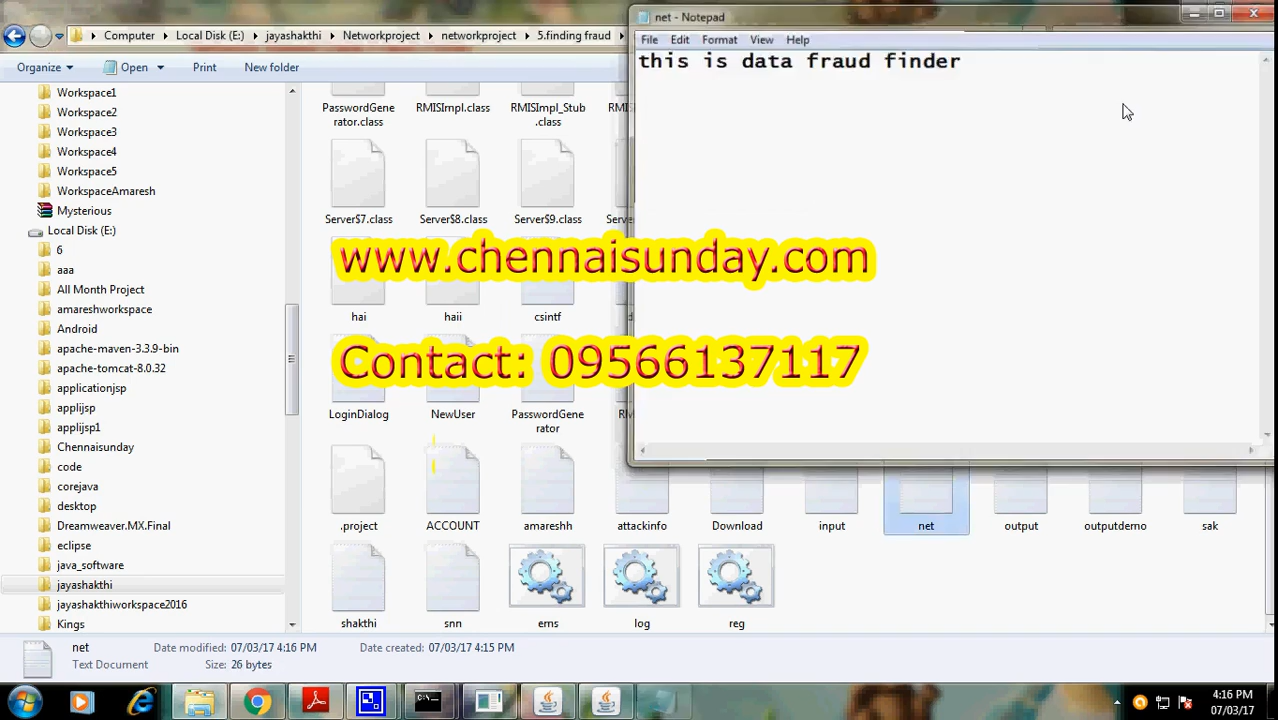 net - Notepad
Computer Local Disk (E:) jayashakthi Networkproject networkproject 5.finding fraud
File Edit Format View Help
Organize Open Print New folder
this is data fraud finder
Workspace1
Workspace2
Workspace3
Workspace4
Workspace5
WorkspaceAmaresh
Mysterious
Local Disk (E:)
6
aaa
All Month Project
amareshworkspace
Android
apache-maven-3.3.9-bin
apache-tomcat-8.0.32
applicationjsp
applijsp
applijsp1
Chennaisunday
code
corejava
desktop
Dreamweaver.MX.Final
eclipse
java_software
jayashakthi
jayashakthiworkspace2016
Kings
PasswordGene
rator.class
RMISImpl.class
RMISImpl_Stub
.class
Server$7.class
Server$8.class
Server$9.class
www.chennaisunday.com
hai
haii
csintf
Contact: 09566137117
LoginDialog
NewUser
PasswordGene
rator
.project
ACCOUNT
amareshh
attackinfo
Download
input
net
output
outputdemo
sak
shakthi
snn
erns
log
reg
net
Date modified: 07/03/17 4:16 PM
Date created: 07/03/17 4:15 PM
Text Document
Size: 26 bytes
4:16 PM
07/03/17